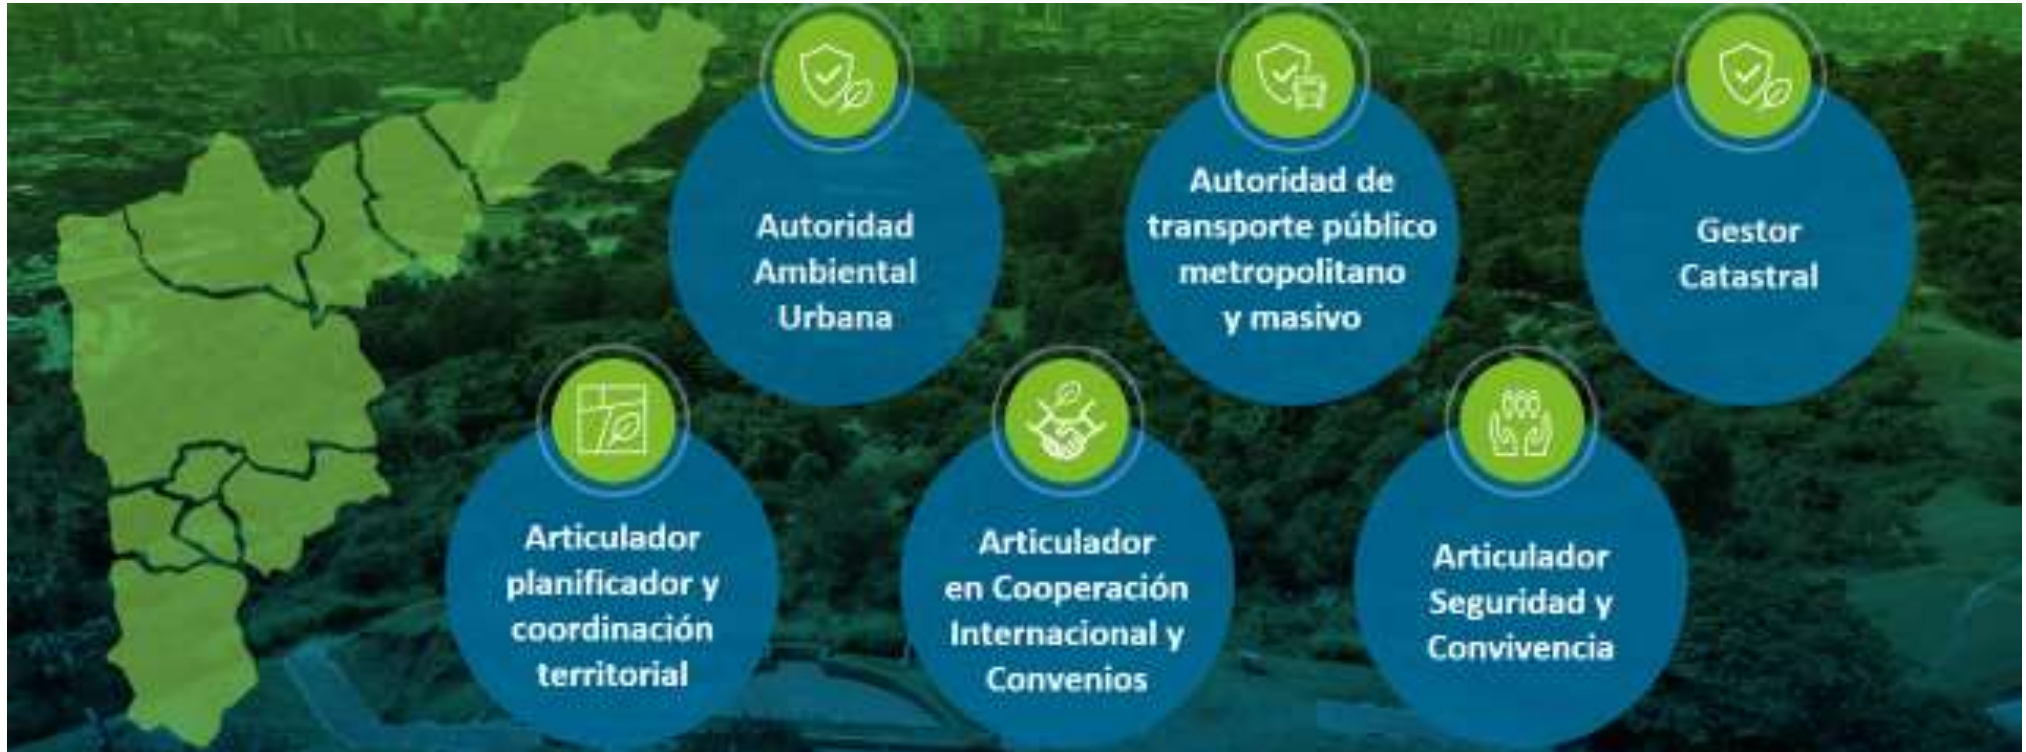 Autoridad
Ambiental
Urbana
Autoridad de
transporte público
metropolitano
y masivo
Gestor
Catastral
Articulador
planificador y
coordinación
territorial
Articulador
en Cooperación
Internacional y
Convenios
Articulador
Seguridad y
Convivencia